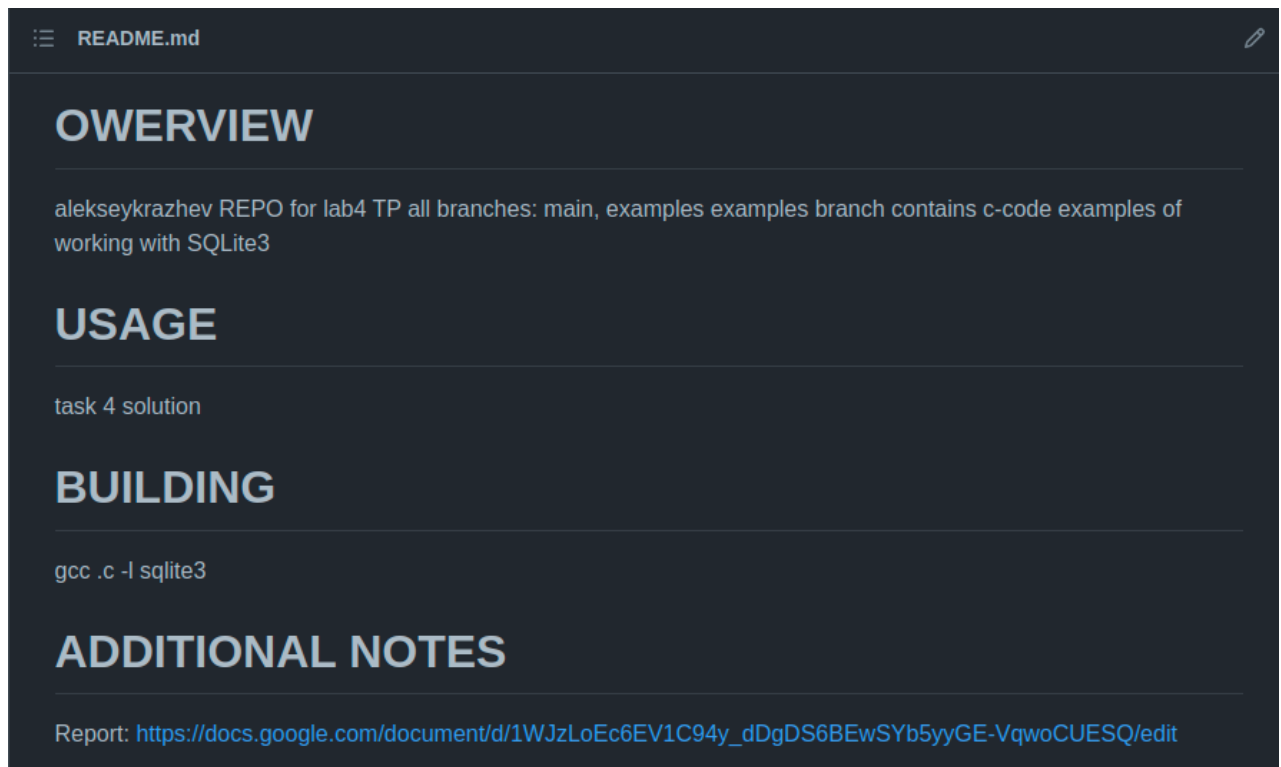 README.md
OWERVIEW
alekseykrazhev REPO for lab4 TP all branches: main, examples examples branch contains c-code examples of
working with SQLite3
USAGE
task 4 solution
BUILDING
gcc .c -l sqlite3
ADDITIONAL NOTES
Report: https://docs.google.com/document/d/1WJzLoEc6EV1C94y_dDgDS6BEwSYb5yyGE-VqwoCUESQ/edit